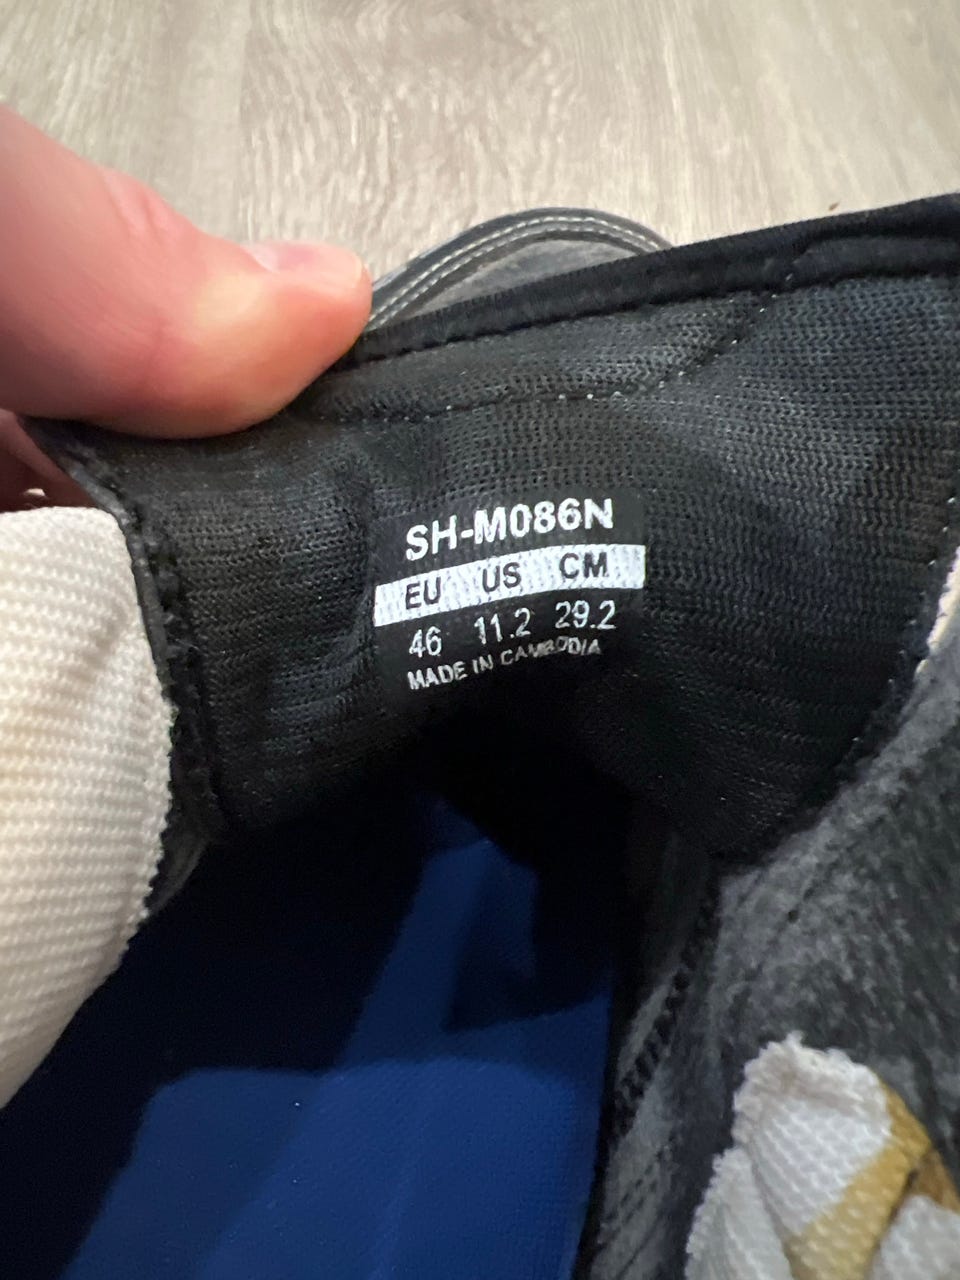 SH-M086N
EU US CM
46 11.2 29.2
MADE IN CAMBODIA